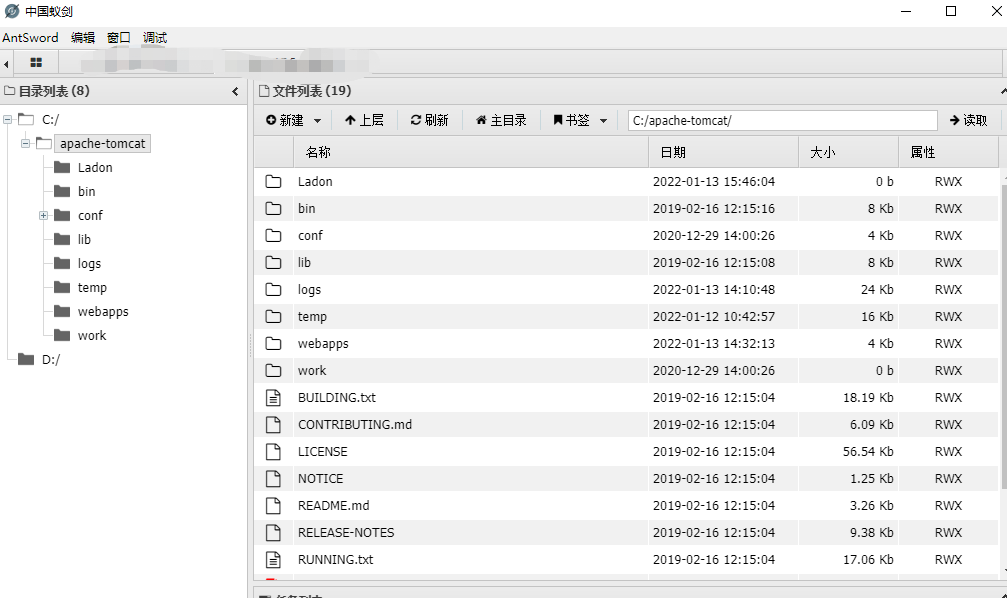 中国蚁剑
AntSword 编辑 窗口 调试
目录列表 (8)
C:/
apache-tomcat
Ladon
bin
conf
lib
logs
temp
webapps
work
D:/
文件列表 (19)
新建 上层 刷新 主目录 书签 C:/apache-tomcat/ 读取
名称 日期 大小 属性
Ladon 2022-01-13 15:46:04 0 b RWX
bin 2019-02-16 12:15:16 8 Kb RWX
conf 2020-12-29 14:00:26 4 Kb RWX
lib 2019-02-16 12:15:08 8 Kb RWX
logs 2022-01-13 14:10:48 24 Kb RWX
temp 2022-01-12 10:42:57 16 Kb RWX
webapps 2022-01-13 14:32:13 4 Kb RWX
work 2020-12-29 14:00:26 0 b RWX
BUILDING.txt 2019-02-16 12:15:04 18.19 Kb RWX
CONTRIBUTING.md 2019-02-16 12:15:04 6.09 Kb RWX
LICENSE 2019-02-16 12:15:04 56.54 Kb RWX
NOTICE 2019-02-16 12:15:04 1.25 Kb RWX
README.md 2019-02-16 12:15:04 3.26 Kb RWX
RELEASE-NOTES 2019-02-16 12:15:04 9.38 Kb RWX
RUNNING.txt 2019-02-16 12:15:04 17.06 Kb RWX